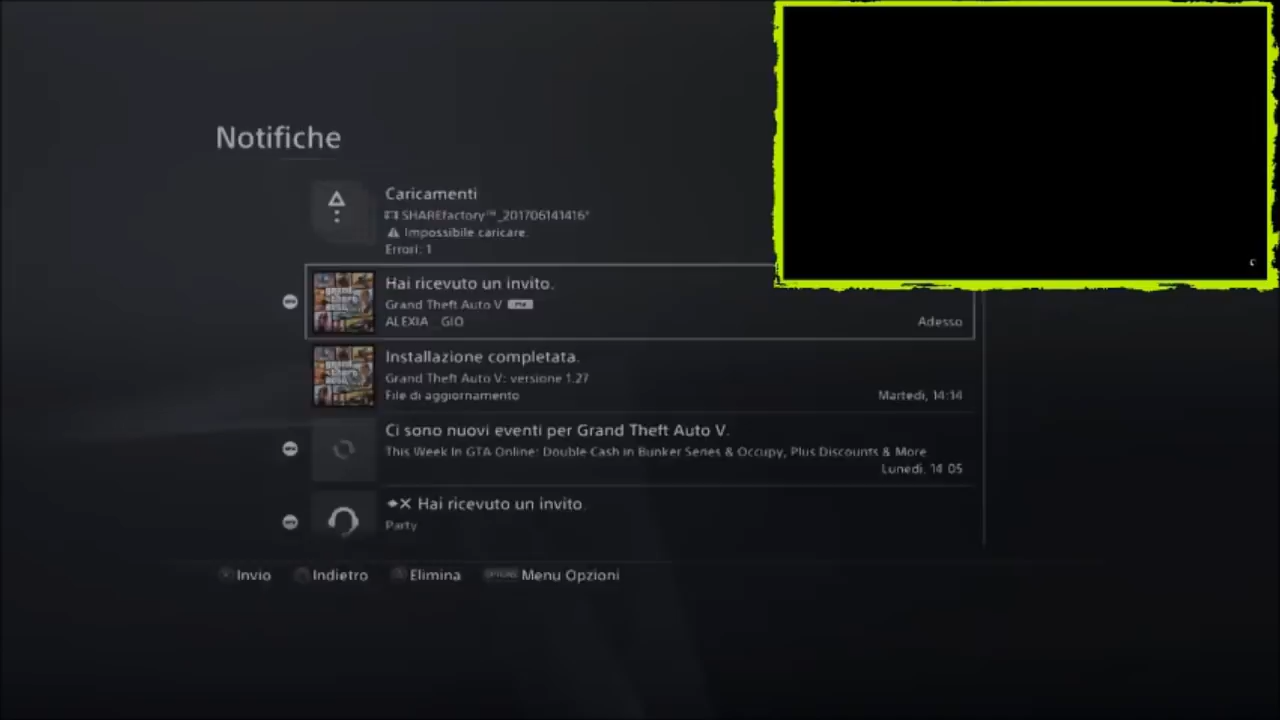 Notifiche
Caricamenti
SHAREfactory™_201706141416"
Impossibile caricare.
Errori: 1
Hai ricevuto un invito.
Grand Theft Auto V PS4
ALEXIA__GIO
Adesso
Installazione completata.
Grand Theft Auto V: versione 1.27
File di aggiornamento
Martedì, 14:14
Ci sono nuovi eventi per Grand Theft Auto V.
This Week In GTA Online: Double Cash in Bunker Series & Occupy, Plus Discounts & More
Lunedì, 14:05
Hai ricevuto un invito.
Party
Invio
Indietro
Elimina
OPTIONS Menu Opzioni